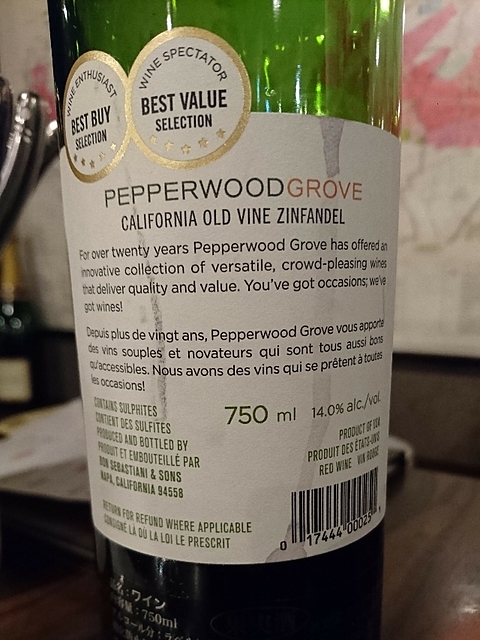 WINE ENTHUSIAST
BEST BUY
SELECTION
WINE SPECTATOR
BEST VALUE
SELECTION
PEPPERWOODGROVE
CALIFORNIA OLD VINE ZINFANDEL
For over twenty years Pepperwood Grove has offered an
innovative collection of versatile, crowd-pleasing wines
that deliver quality and value. You've got occasions; we've
got wines!
Depuis plus de vingt ans, Pepperwood Grove vous apporte
des vins souples et novateurs qui sont tous aussi bons
qu'accessibles. Nous avons des vins qui se prêtent à toutes
les occasions!
CONTAINS SULPHITES
CONTIENT DES SULFITES
PRODUCED AND BOTTLED BY
PRODUIT ET EMBOUTEILLÉ PAR
DON SEBASTIANI & SONS
NAPA, CALIFORNIA 94558
750 ml 14.0% alc./vol.
PRODUCT OF USA
PRODUIT DES ÉTATS-UNIS
RED WINE VIN ROUGE
RETURN FOR REFUND WHERE APPLICABLE
CONSIGNÉ LÀ OÙ LA LOI LE PRESCRIT
0 17444 00025 1
ワイン
750ml